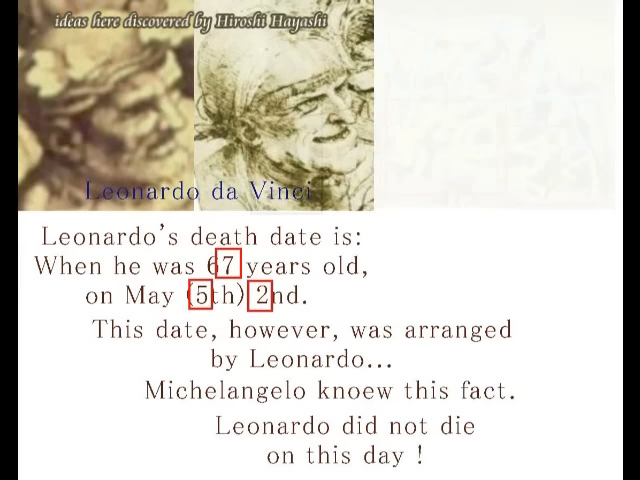 ideas here discovered by Hiroshi Hayashi
Leonardo da Vinci
Leonardo's death date is:
When he was 67 years old,
on May (5th) 2nd.
This date, however, was arranged
by Leonardo...
Michelangelo knoew this fact.
Leonardo did not die
on this day !